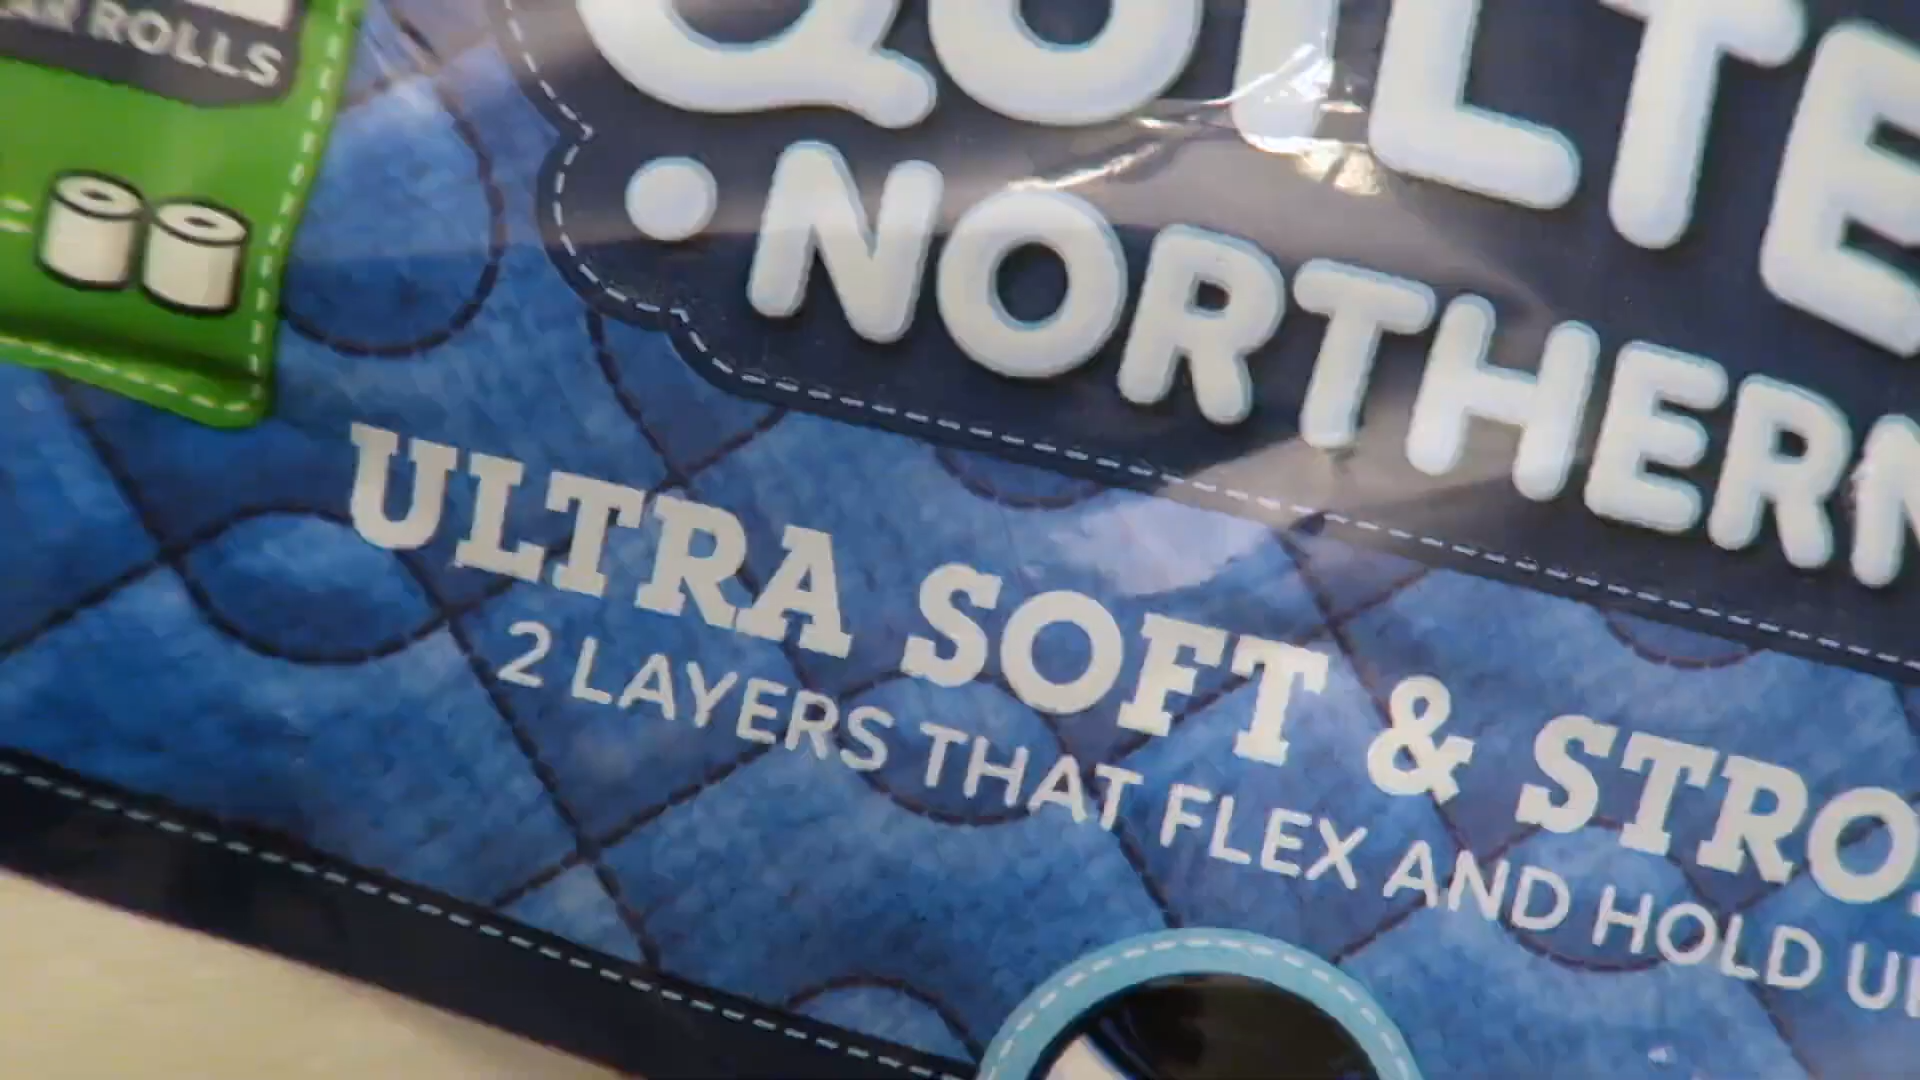 ROLLS
QUILTE
• NORTHERN
ULTRA SOFT & STRO
2 LAYERS THAT FLEX AND HOLD U